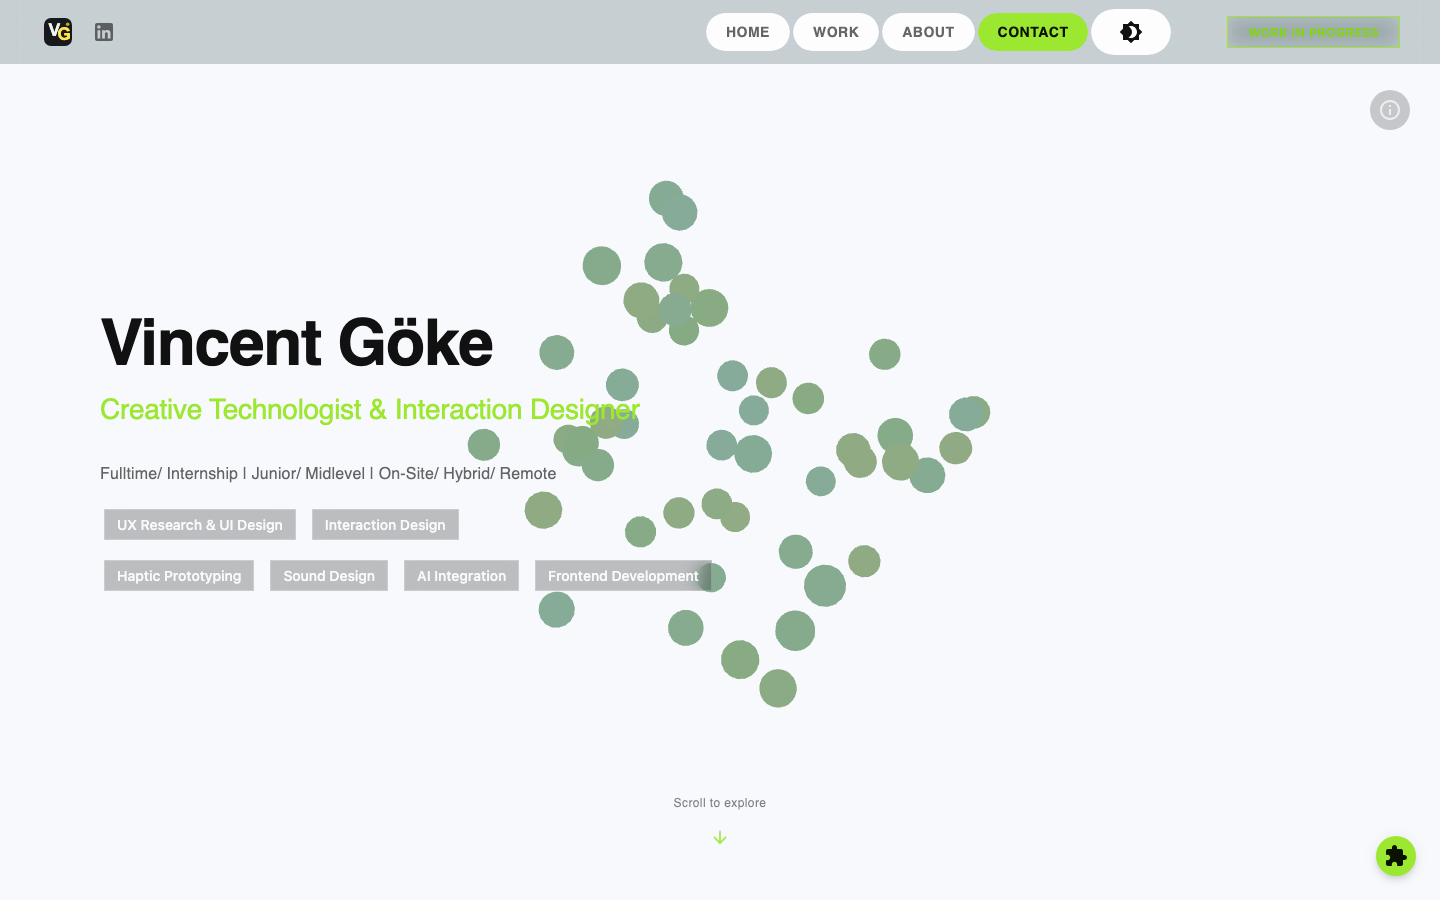 VG
in
HOME
WORK
ABOUT
CONTACT
WORK IN PROGRESS
Vincent Göke
Creative Technologist & Interaction Designer
Fulltime/ Internship | Junior/ Midlevel | On-Site/ Hybrid/ Remote
UX Research & UI Design
Interaction Design
Haptic Prototyping
Sound Design
AI Integration
Frontend Development
Scroll to explore